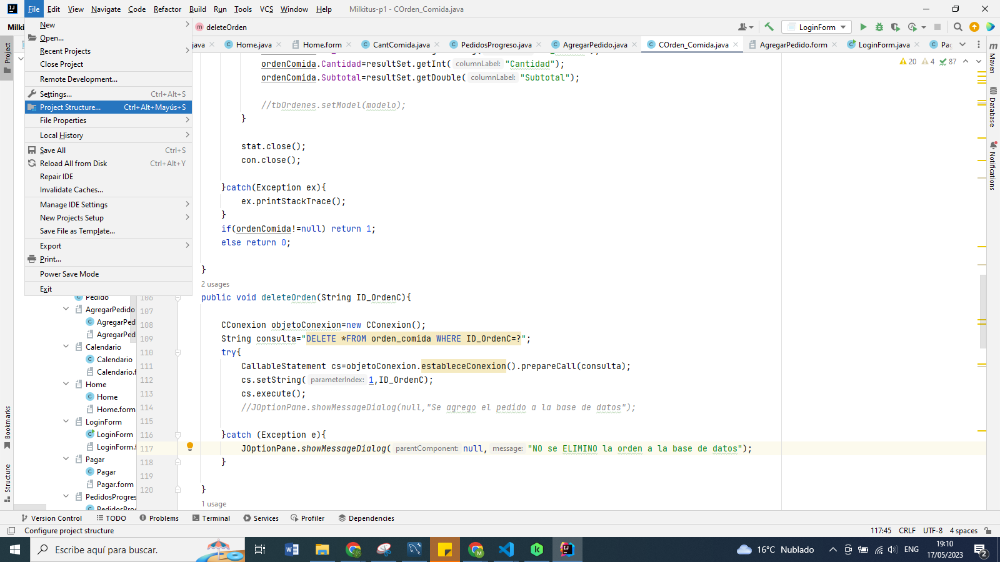 File Edit View Navigate Code Refactor Build Run Tools VCS Window Help Milkitus-p1 - COrden_Comida.java
Milki deleteOrden LoginForm
Home.java Home.form CantComida.java PedidosProgreso.java AgregarPedido.java COrden_Comida.java AgregarPedido.form LoginForm.java
New
Open...
Recent Projects
Close Project
Remote Development...
Settings... Ctrl+Alt+S
Project Structure... Ctrl+Alt+Mayús+S
File Properties
Local History
Save All Ctrl+S
Reload All from Disk Ctrl+Alt+Y
Repair IDE
Invalidate Caches...
Manage IDE Settings
New Projects Setup
Save File as Template...
Export
Print...
Power Save Mode
Exit
Project
Bookmarks
Structure
Pedido
AgregarPedido
AgregarPed
AgregarPed
Calendario
Calendario
Calendario.f
Home
Home
Home.form
LoginForm
LoginForm
LoginForm.f
Pagar
Pagar
Pagar.form
PedidosProgres
PedidosProg
20 4 87
ordenComida.Cantidad=resultSet.getInt( columnLabel: "Cantidad");
ordenComida.Subtotal=resultSet.getDouble( columnLabel: "Subtotal");
//tbOrdenes.setModel(modelo);
}
stat.close();
con.close();
}catch(Exception ex){
ex.printStackTrace();
}
if(ordenComida!=null) return 1;
else return 0;
}
2 usages
106 public void deleteOrden(String ID_OrdenC){
107
108 CConexion objetoConexion=new CConexion();
109 String consulta="DELETE *FROM orden_comida WHERE ID_OrdenC=?";
110 try{
111 CallableStatement cs=objetoConexion.estableceConexion().prepareCall(consulta);
112 cs.setString( parameterIndex: 1,ID_OrdenC);
113 cs.execute();
114 //JOptionPane.showMessageDialog(null,"Se agrego el pedido a la base de datos");
115
116 }catch (Exception e){
117 JOptionPane.showMessageDialog( parentComponent: null, message: "NO se ELIMINO la orden a la base de datos");
118 }
119
120 }
1 usage
Maven
Database
Notifications
Version Control TODO Problems Terminal Services Profiler Dependencies
Configure project structure 117:45 CRLF UTF-8 4 spaces
Escribe aquí para buscar. 16°C Nublado ENG 19:10
17/05/2023 2